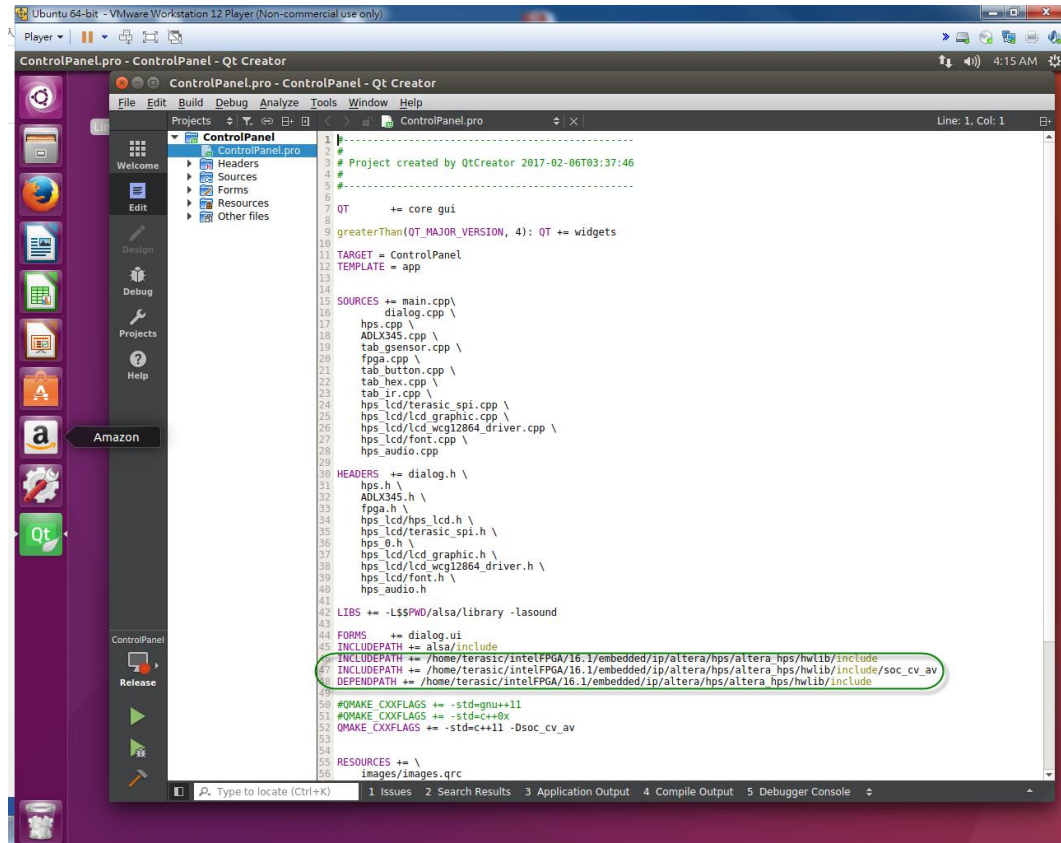 Ubuntu 64-bit - VMware Workstation 12 Player (Non-commercial use only)
Player
ControlPanel.pro - ControlPanel - Qt Creator
4:15 AM
ControlPanel.pro - ControlPanel - Qt Creator
File Edit Build Debug Analyze Tools Window Help
Projects
ControlPanel.pro
Line: 1, Col: 1
ControlPanel
ControlPanel.pro
Headers
Sources
Forms
Resources
Other files
Welcome
Edit
Design
Debug
Projects
Help
Amazon
ControlPanel
Release
1 #-------------------------------------------------
2 #
3 # Project created by QtCreator 2017-02-06T03:37:46
4 #
5 #-------------------------------------------------
6
7 QT       += core gui
8
9 greaterThan(QT_MAJOR_VERSION, 4): QT += widgets
10
11 TARGET = ControlPanel
12 TEMPLATE = app
13
14
15 SOURCES += main.cpp\
16         dialog.cpp \
17     hps.cpp \
18     ADLX345.cpp \
19     tab_gsensor.cpp \
20     fpga.cpp \
21     tab_button.cpp \
22     tab_hex.cpp \
23     tab_ir.cpp \
24     hps_lcd/terasic_spi.cpp \
25     hps_lcd/lcd_graphic.cpp \
26     hps_lcd/lcd_wcg12864_driver.cpp \
27     hps_lcd/font.cpp \
28     hps_audio.cpp
29
30 HEADERS  += dialog.h \
31     hps.h \
32     ADLX345.h \
33     fpga.h \
34     hps_lcd/hps_lcd.h \
35     hps_lcd/terasic_spi.h \
36     hps_0.h \
37     hps_lcd/lcd_graphic.h \
38     hps_lcd/lcd_wcg12864_driver.h \
39     hps_lcd/font.h \
40     hps_audio.h
41
42 LIBS += -L$$PWD/alsa/library -lasound
43
44 FORMS    += dialog.ui
45 INCLUDEPATH += alsa/include
46 INCLUDEPATH += /home/terasic/intelFPGA/16.1/embedded/ip/altera/hps/altera_hps/hwlib/include
47 INCLUDEPATH += /home/terasic/intelFPGA/16.1/embedded/ip/altera/hps/altera_hps/hwlib/include/soc_cv_av
48 DEPENDPATH += /home/terasic/intelFPGA/16.1/embedded/ip/altera/hps/altera_hps/hwlib/include
49
50 #QMAKE_CXXFLAGS += -std=gnu++11
51 #QMAKE_CXXFLAGS += -std=c++0x
52 QMAKE_CXXFLAGS += -std=c++11 -Dsoc_cv_av
53
54
55 RESOURCES += \
56     images/images.qrc
Type to locate (Ctrl+K)
1 Issues 2 Search Results 3 Application Output 4 Compile Output 5 Debugger Console